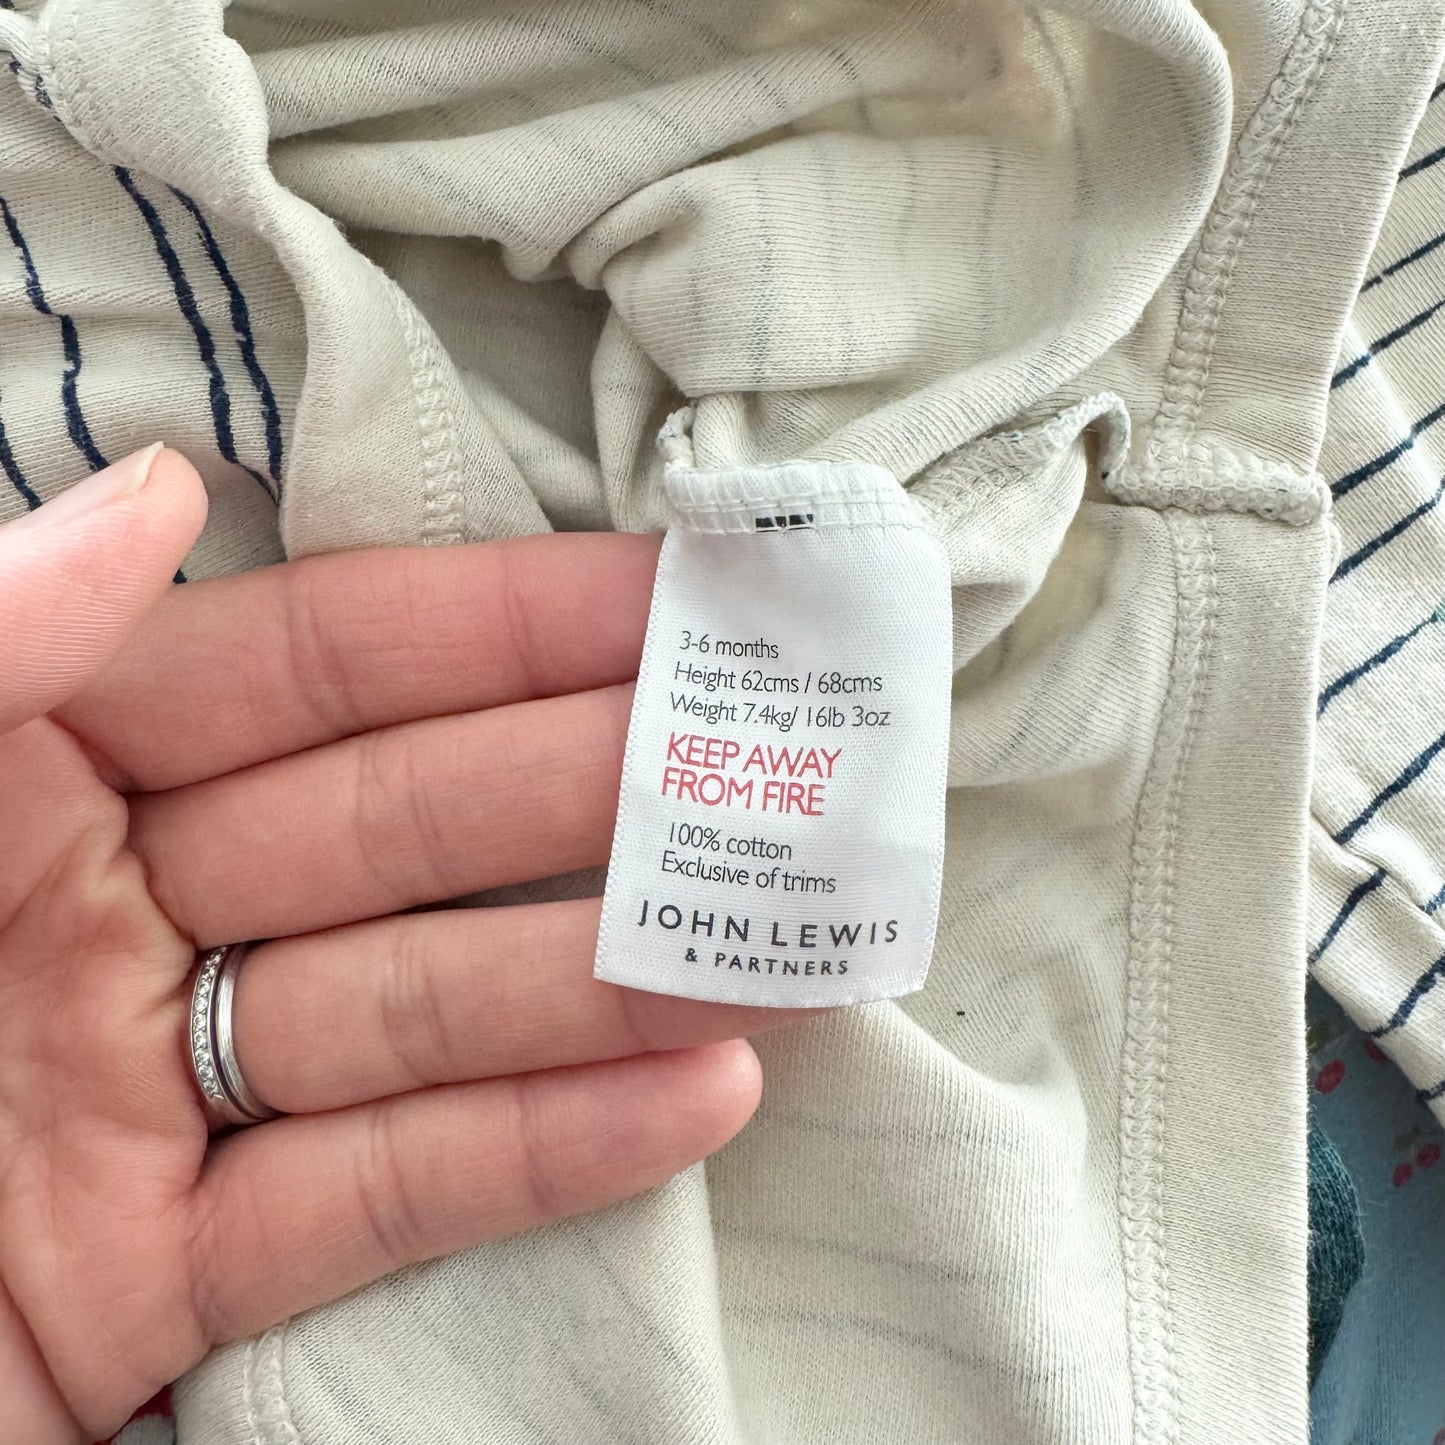 3-6 months
Height 62cms / 68cms
Weight 7.4kg/ 16lb 3oz
KEEP AWAY
FROM FIRE
100% cotton
Exclusive of trims
JOHN LEWIS
& PARTNERS